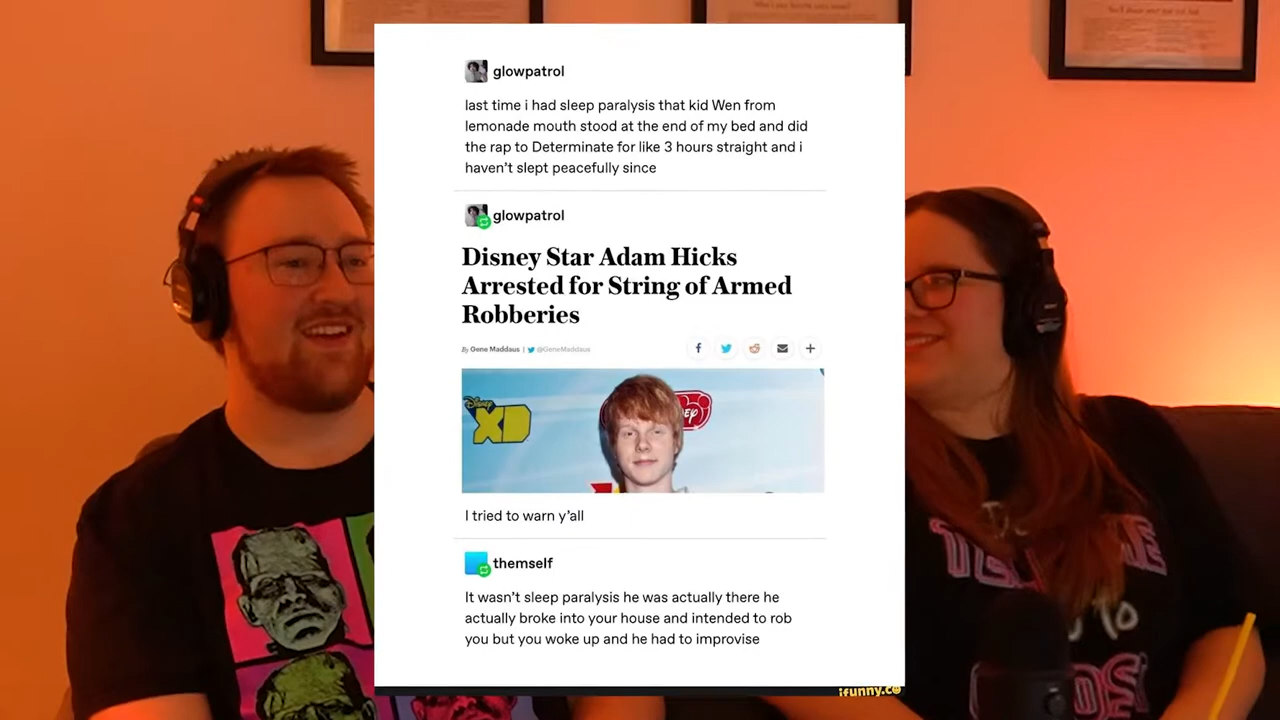 glowpatrol
last time i had sleep paralysis that kid Wen from
lemonade mouth stood at the end of my bed and did
the rap to Determinate for like 3 hours straight and i
haven't slept peacefully since
glowpatrol
Disney Star Adam Hicks
Arrested for String of Armed
Robberies
By Gene Maddaus | @GeneMaddaus
Disney XD
I tried to warn y'all
themself
It wasn't sleep paralysis he was actually there he
actually broke into your house and intended to rob
you but you woke up and he had to improvise
ifunny.co